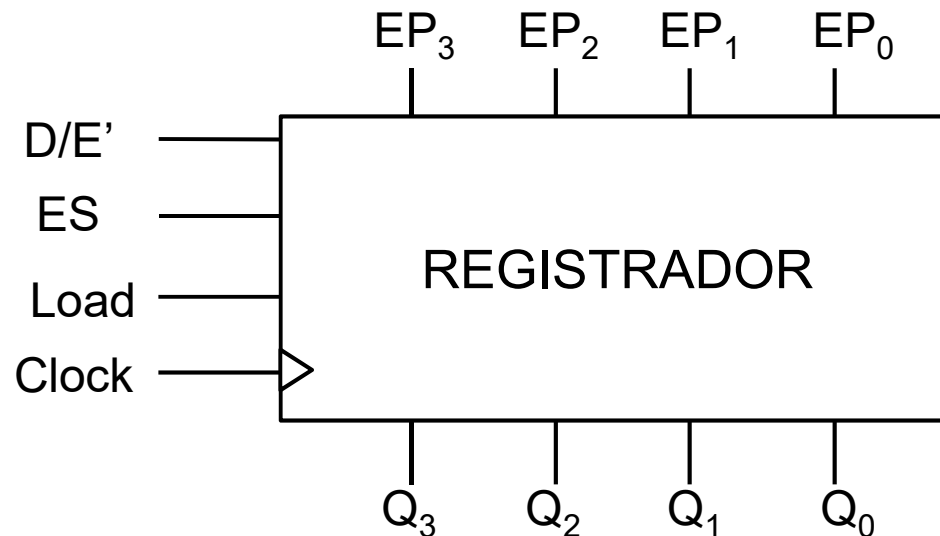 EP₃ EP₂ EP₁ EP₀
D/E’
ES
REGISTRADOR
Load
Clock
Q₃ Q₂ Q₁ Q₀